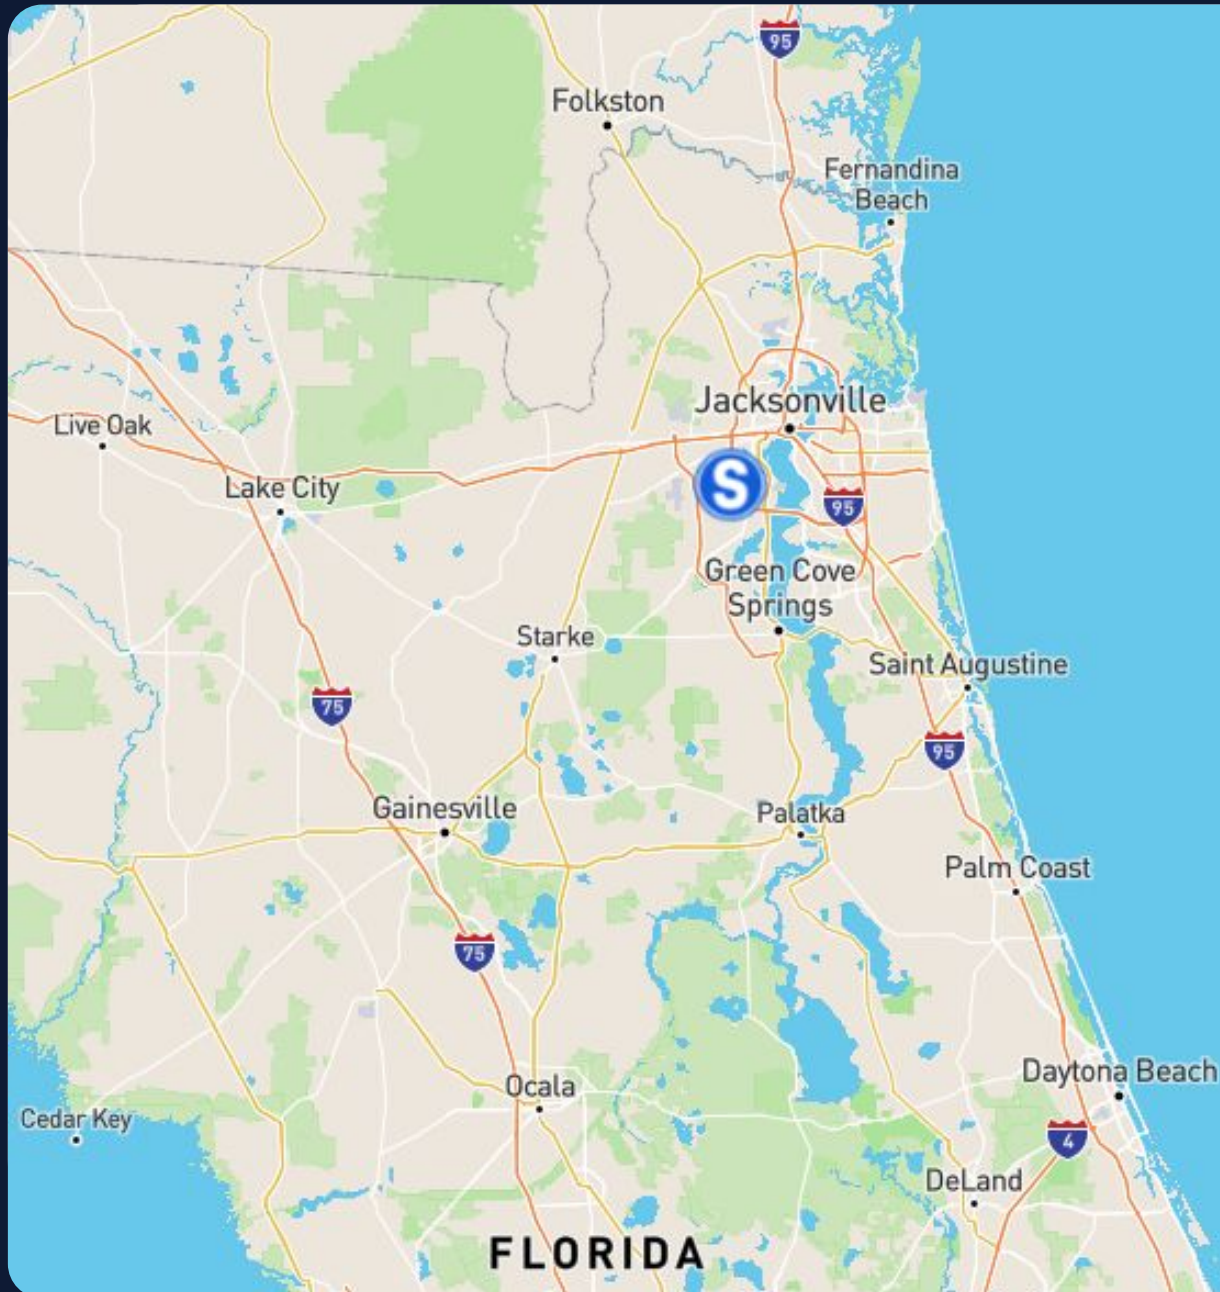 95
Folkston
Fernandina
Beach
Jacksonville
Live Oak
Lake City
S
95
Green Cove
Springs
Starke
Saint Augustine
75
95
Gainesville
Palatka
Palm Coast
75
Ocala
Daytona Beach
Cedar Key
4
DeLand
FLORIDA